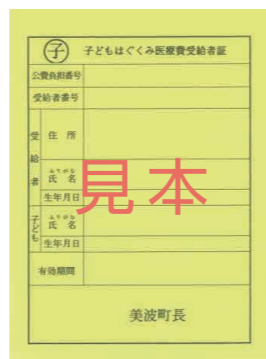 子 子どもはぐくみ医療費受給者証
公費負担番号
受給者番号
受給者
住所
ふりがな
氏名
生年月日
子ども
ふりがな
氏名
生年月日
有効期間
美波町長
見本